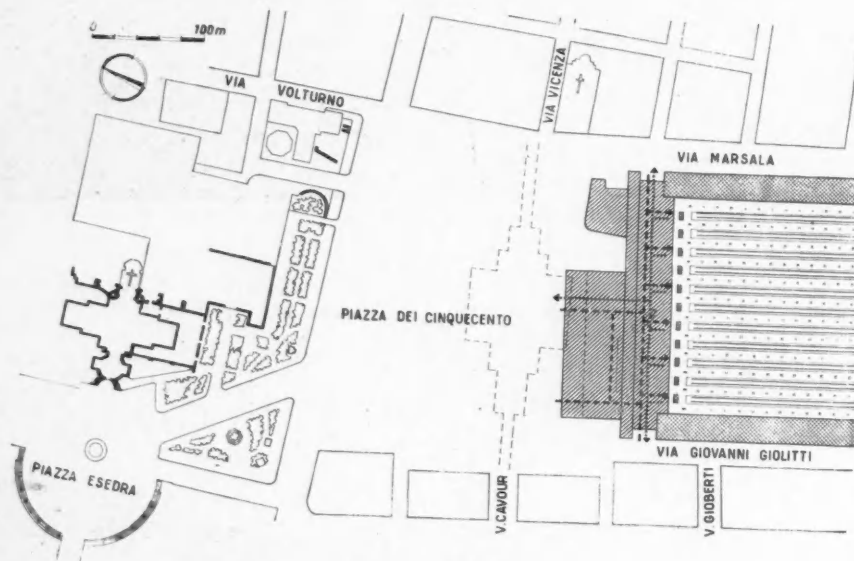 0 100m
VIA
VOLTURNO
VIA VICENZA
VIA MARSALA
PIAZZA DEI CINQUECENTO
PIAZZA ESEDRA
V. CAVOUR
VIA GIOVANNI GIOLITTI
V. GIOBERTI